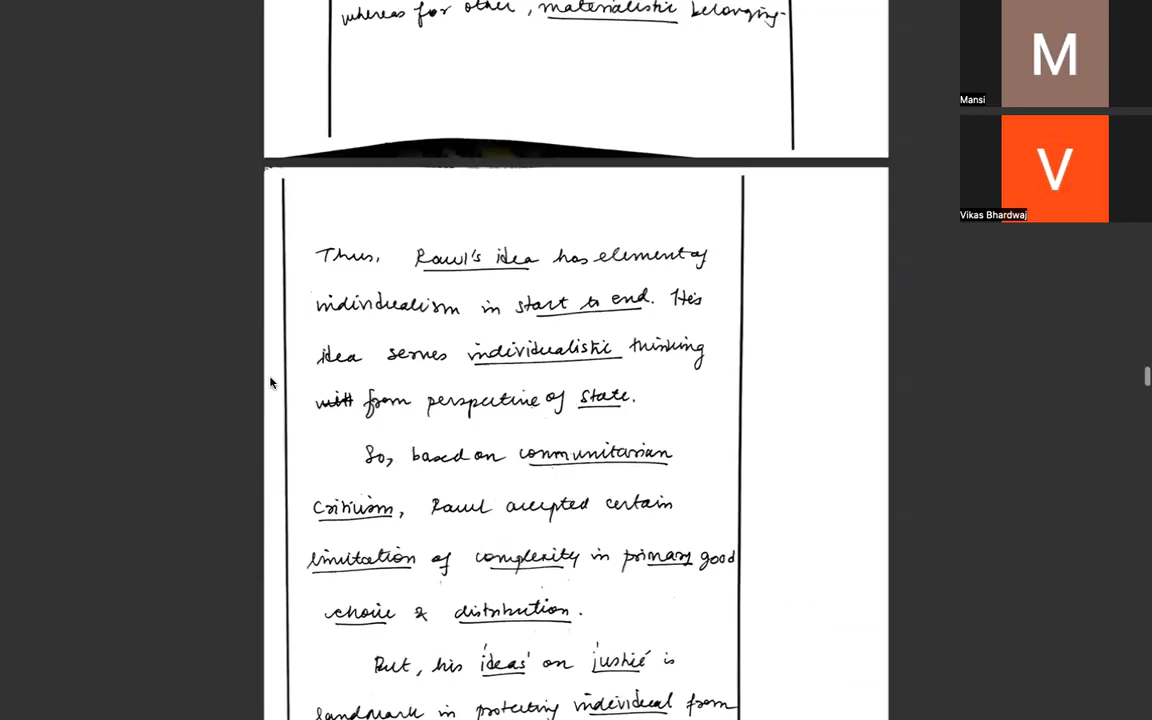 whereas for other, materialistic belonging-
M
Mansi
V
Vikas Bhardwaj
Thus, Rawl's idea has element of
individualism in start to end. His
idea serves individualistic thinking
from perspective of state.
So, based on communitarian
Criticism, Rawl accepted certain
limitation of complexity in primary good
choice & distribution.
But, his 'ideas' on 'justice' is
landmark in protecting individual from